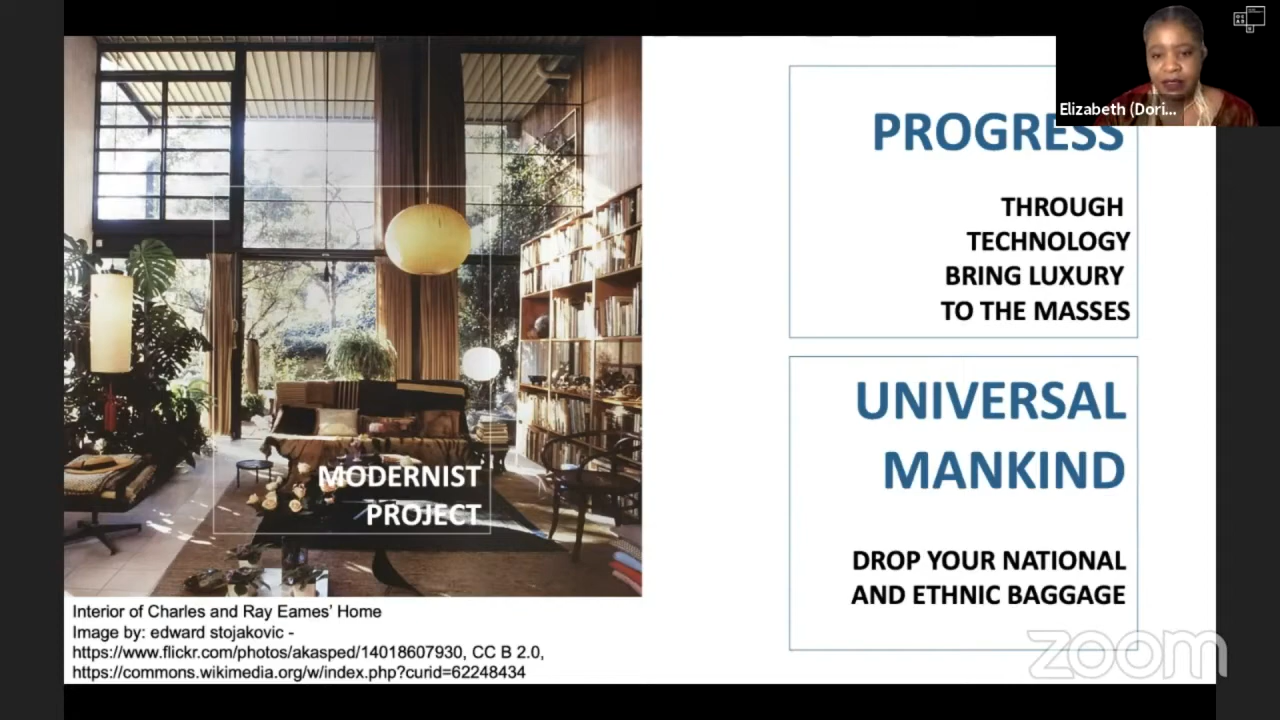 Elizabeth (Dori...
PROGRESS
THROUGH
TECHNOLOGY
BRING LUXURY
TO THE MASSES
UNIVERSAL
MANKIND
DROP YOUR NATIONAL
AND ETHNIC BAGGAGE
MODERNIST
PROJECT
Interior of Charles and Ray Eames’ Home
Image by: edward stojakovic -
https://www.flickr.com/photos/akasped/14018607930, CC B 2.0,
https://commons.wikimedia.org/w/index.php?curid=62248434
zoom